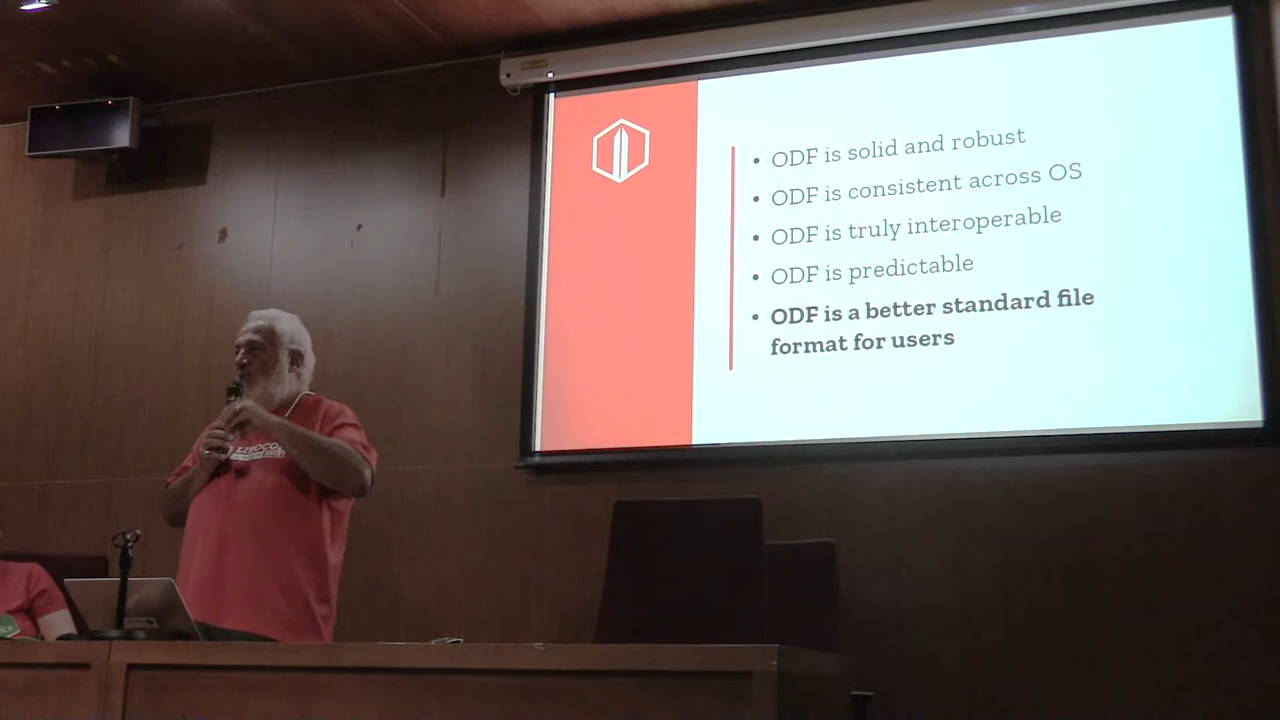 • ODF is solid and robust
• ODF is consistent across OS
• ODF is truly interoperable
• ODF is predictable
• ODF is a better standard file
format for users